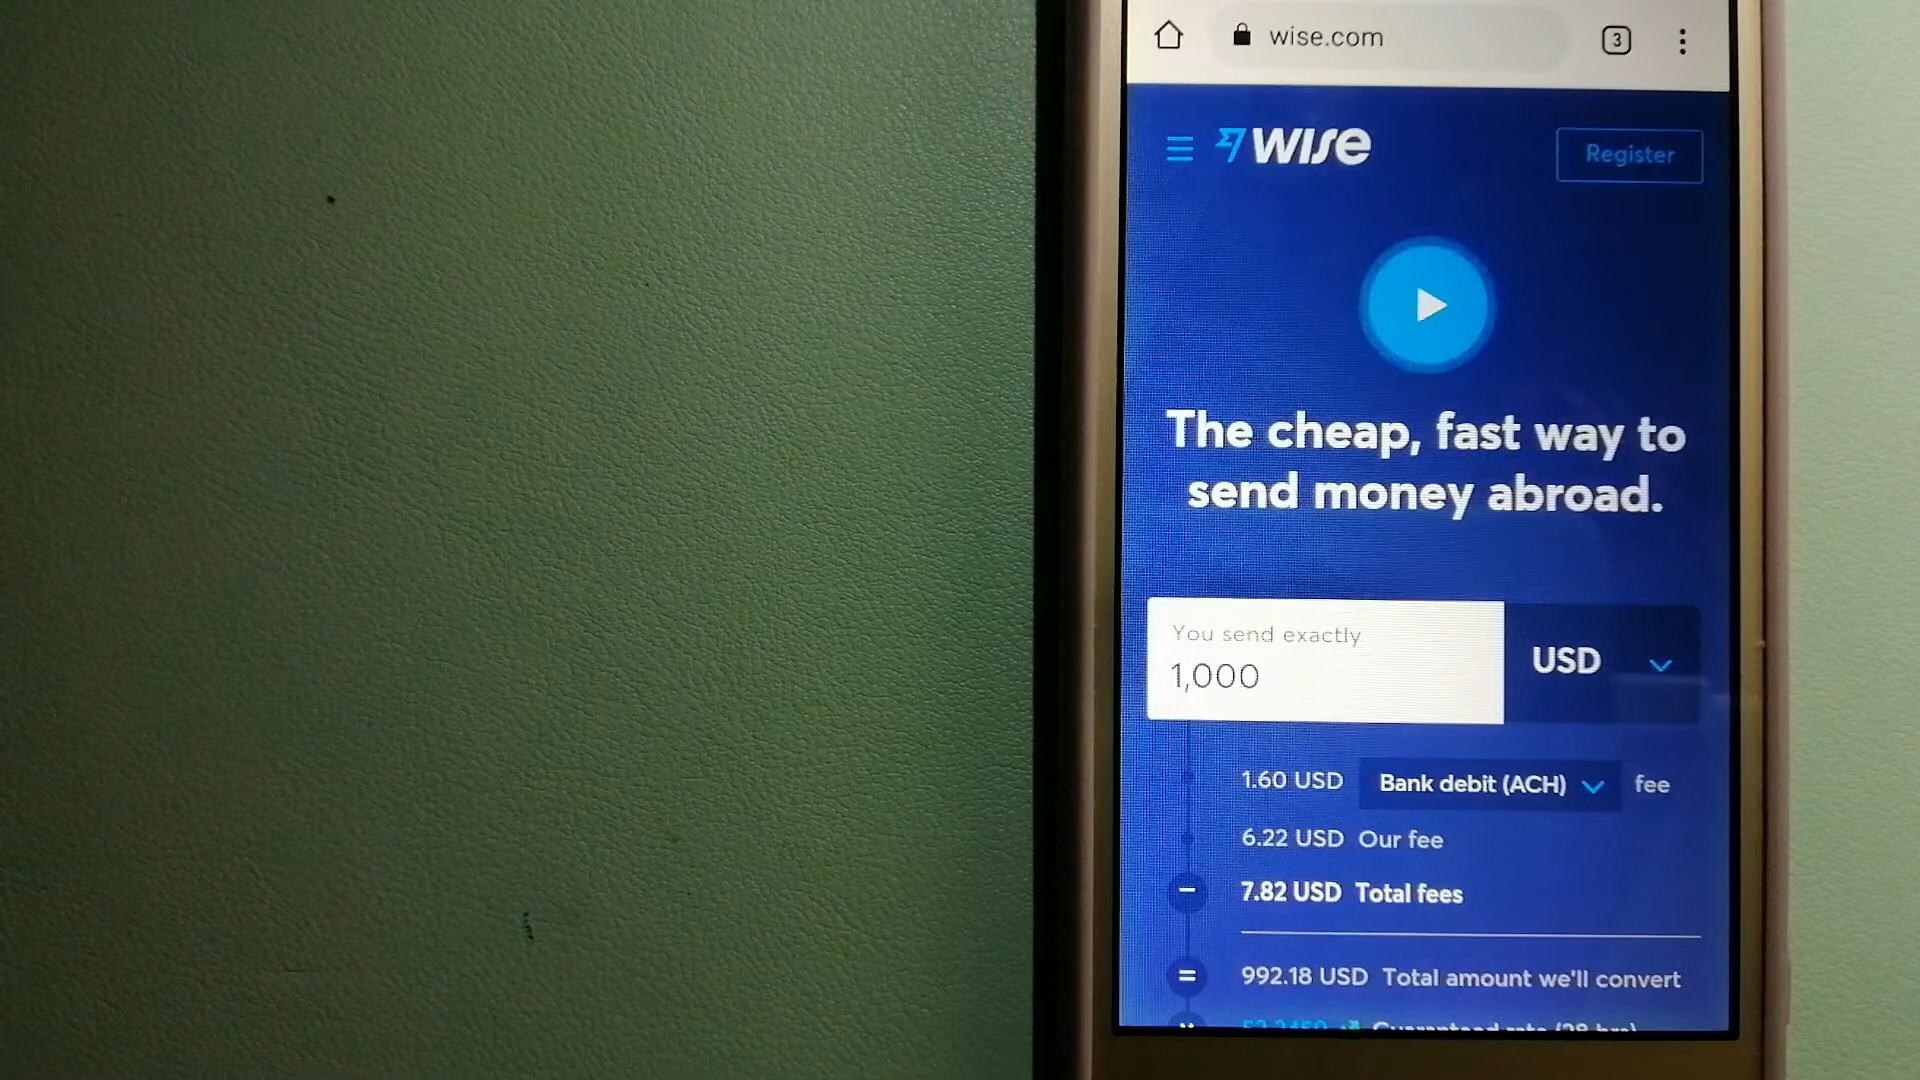 wise.com
3
WISE
Register
The cheap, fast way to
send money abroad.
You send exactly
1,000
USD
1.60 USD Bank debit (ACH) fee
6.22 USD Our fee
7.82 USD Total fees
992.18 USD Total amount we'll convert
Guaranteed rate